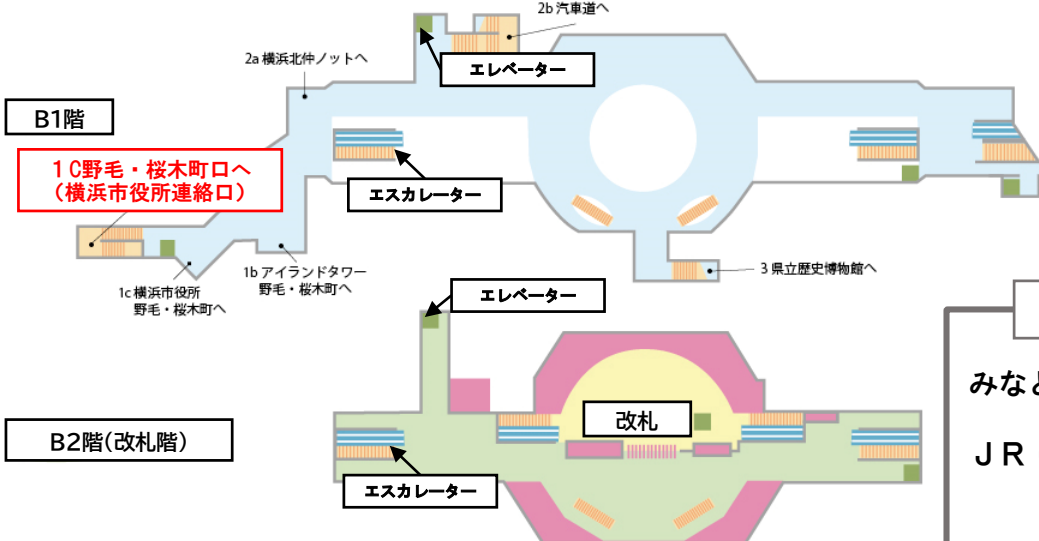 2b 汽車道へ
2a 横浜北仲ノットへ
エレベーター
B1階
1C野毛・桜木町口へ
(横浜市役所連絡口)
エスカレーター
1b アイランドタワー
野毛・桜木町へ
3 県立歴史博物館へ
1c 横浜市役所
野毛・桜木町へ
エレベーター
みなと
改札
B2階(改札階)
JR
エスカレーター